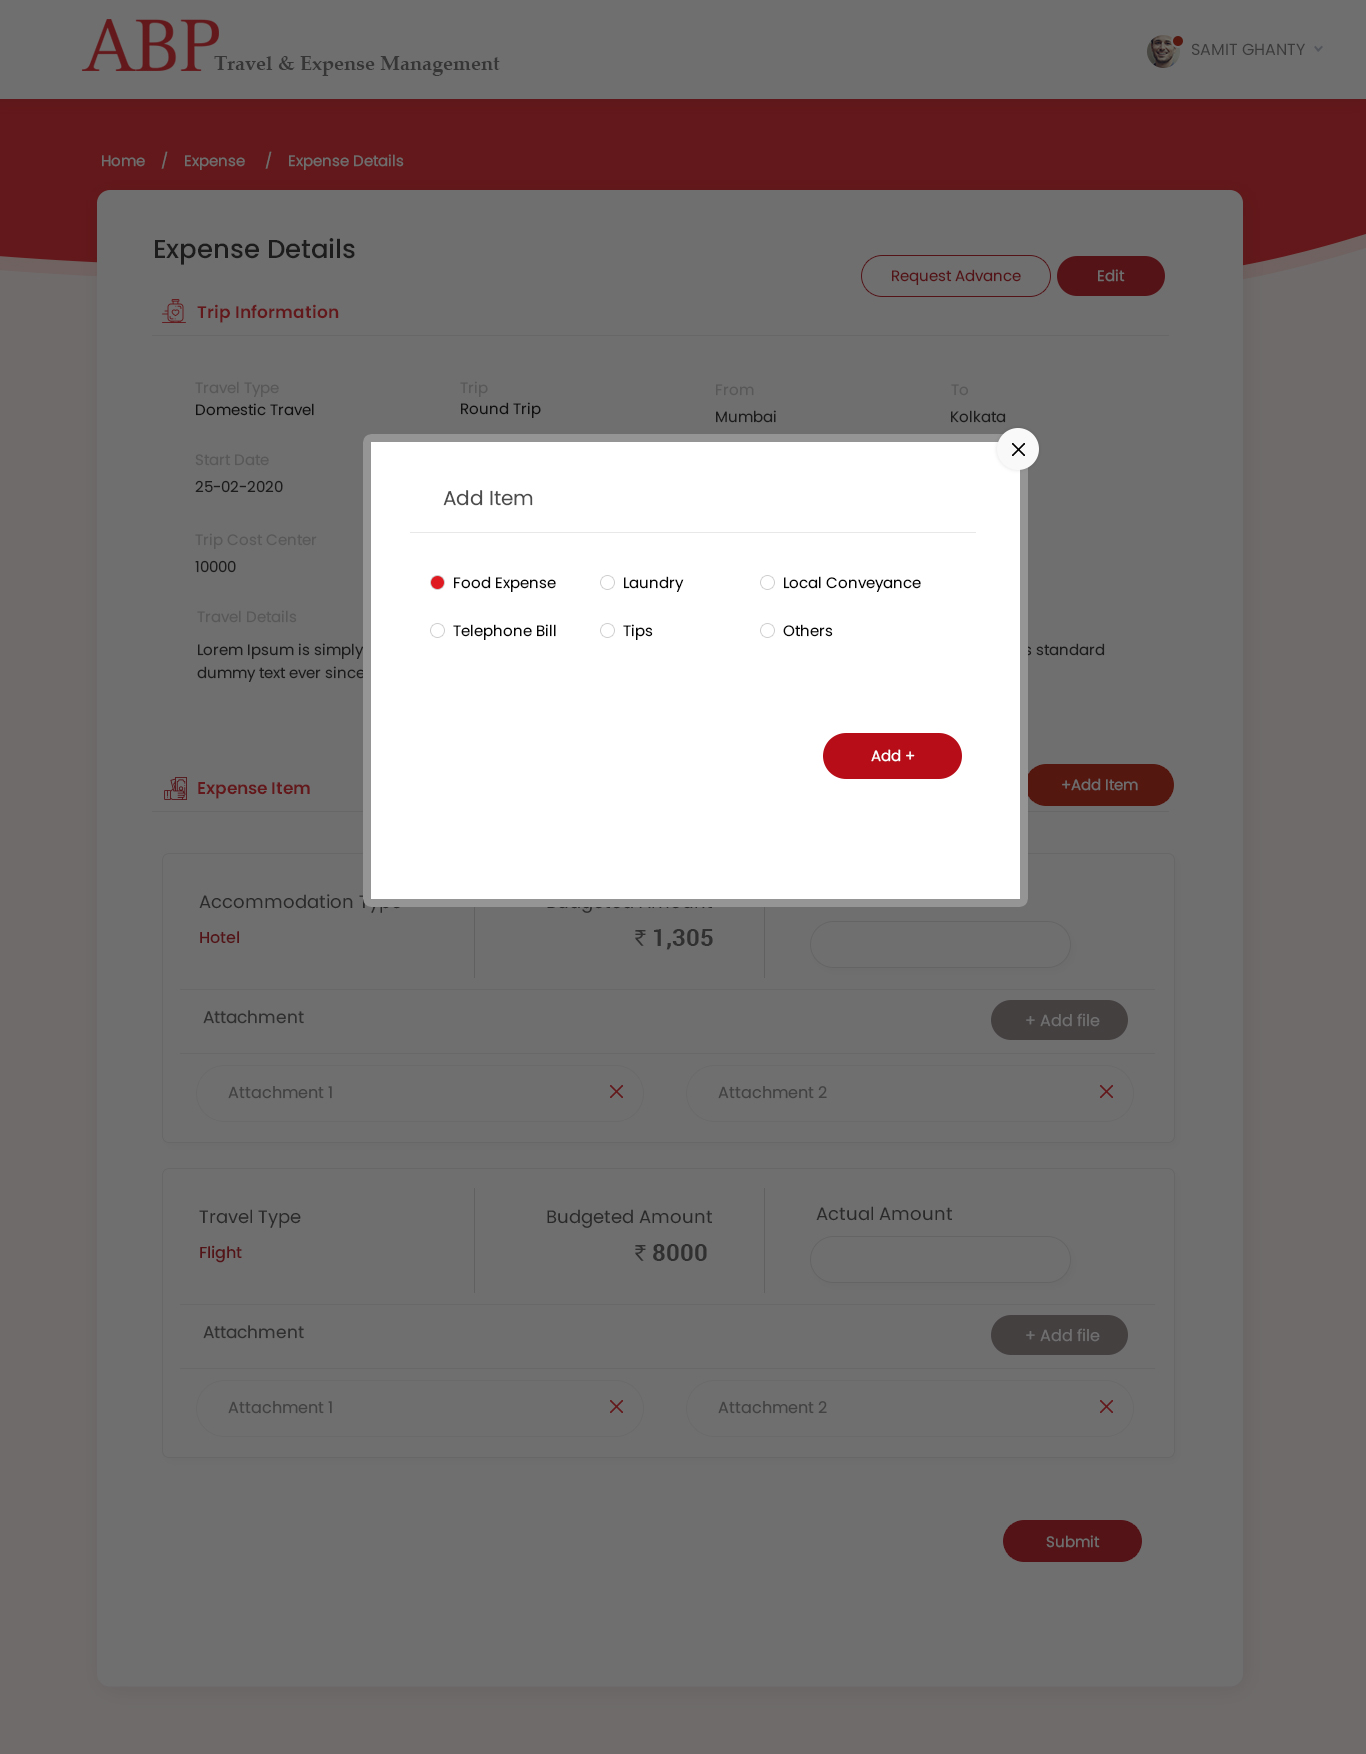 ABP Travel & Expense Management
SAMIT GHANTY
Home / Expense / Expense Details
Expense Details
Request Advance
Edit
Trip Information
Travel Type
Trip
From
To
Domestic Travel
Round Trip
Mumbai
Kolkata
Start Date
25-02-2020
Trip Cost Center
10000
Travel Details
Lorem Ipsum is simply
standard
dummy text ever since
Add Item
Food Expense
Laundry
Local Conveyance
Telephone Bill
Tips
Others
Add +
Expense Item
+Add Item
Accommodation Type
Budgeted Amount
Hotel
₹ 1,305
Attachment
+ Add file
Attachment 1
Attachment 2
Travel Type
Budgeted Amount
Actual Amount
Flight
₹ 8000
Attachment
+ Add file
Attachment 1
Attachment 2
Submit